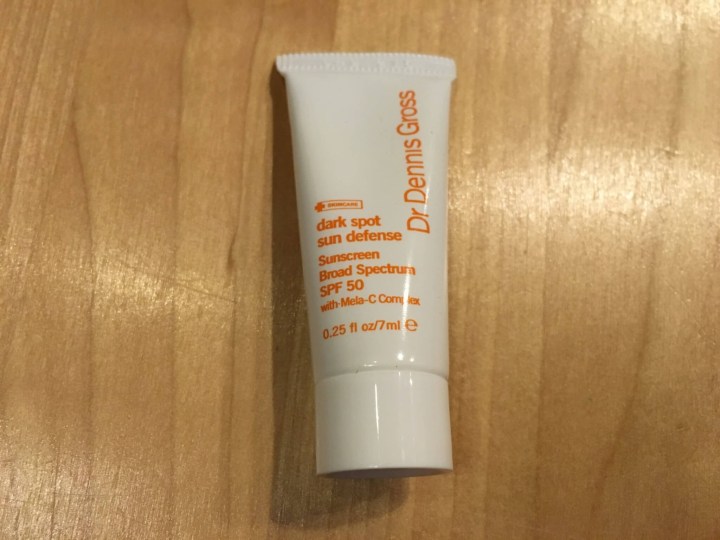 Dr Dennis Gross
SKINCARE
dark spot
sun defense
Sunscreen
Broad Spectrum
SPF 50
with Mela-C Complex
0.25 fl oz/7ml e